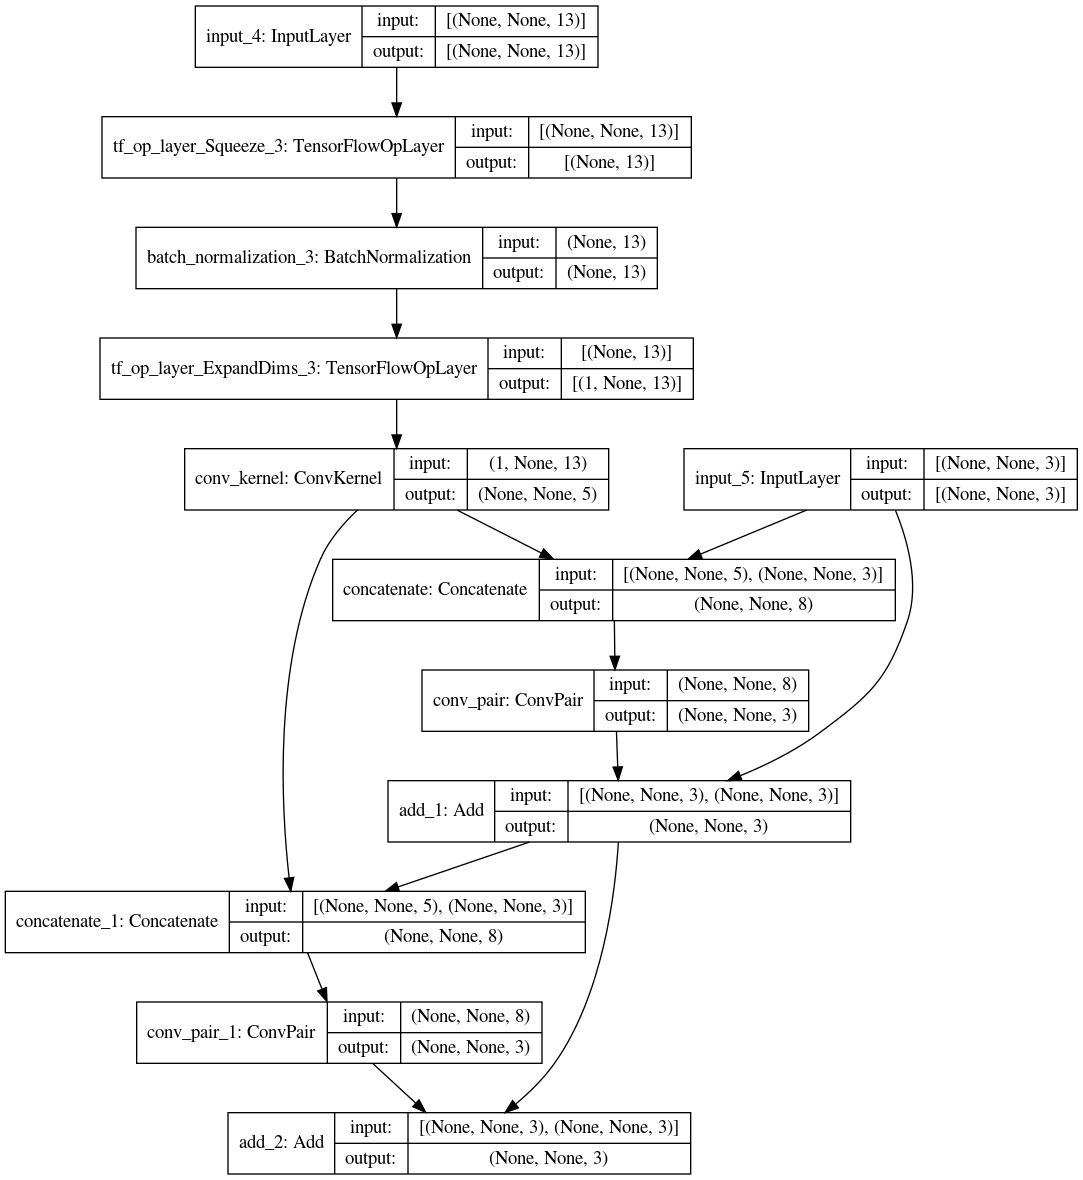 input_4: InputLayer
input: [(None, None, 13)]
output: [(None, None, 13)]
tf_op_layer_Squeeze_3: TensorFlowOpLayer
input: [(None, None, 13)]
output: [(None, 13)]
batch_normalization_3: BatchNormalization
input: (None, 13)
output: (None, 13)
tf_op_layer_ExpandDims_3: TensorFlowOpLayer
input: [(None, 13)]
output: [(1, None, 13)]
conv_kernel: ConvKernel
input: (1, None, 13)
output: (None, None, 5)
input_5: InputLayer
input: [(None, None, 3)]
output: [(None, None, 3)]
concatenate: Concatenate
input: [(None, None, 5), (None, None, 3)]
output: (None, None, 8)
conv_pair: ConvPair
input: (None, None, 8)
output: (None, None, 3)
add_1: Add
input: [(None, None, 3), (None, None, 3)]
output: (None, None, 3)
concatenate_1: Concatenate
input: [(None, None, 5), (None, None, 3)]
output: (None, None, 8)
conv_pair_1: ConvPair
input: (None, None, 8)
output: (None, None, 3)
add_2: Add
input: [(None, None, 3), (None, None, 3)]
output: (None, None, 3)